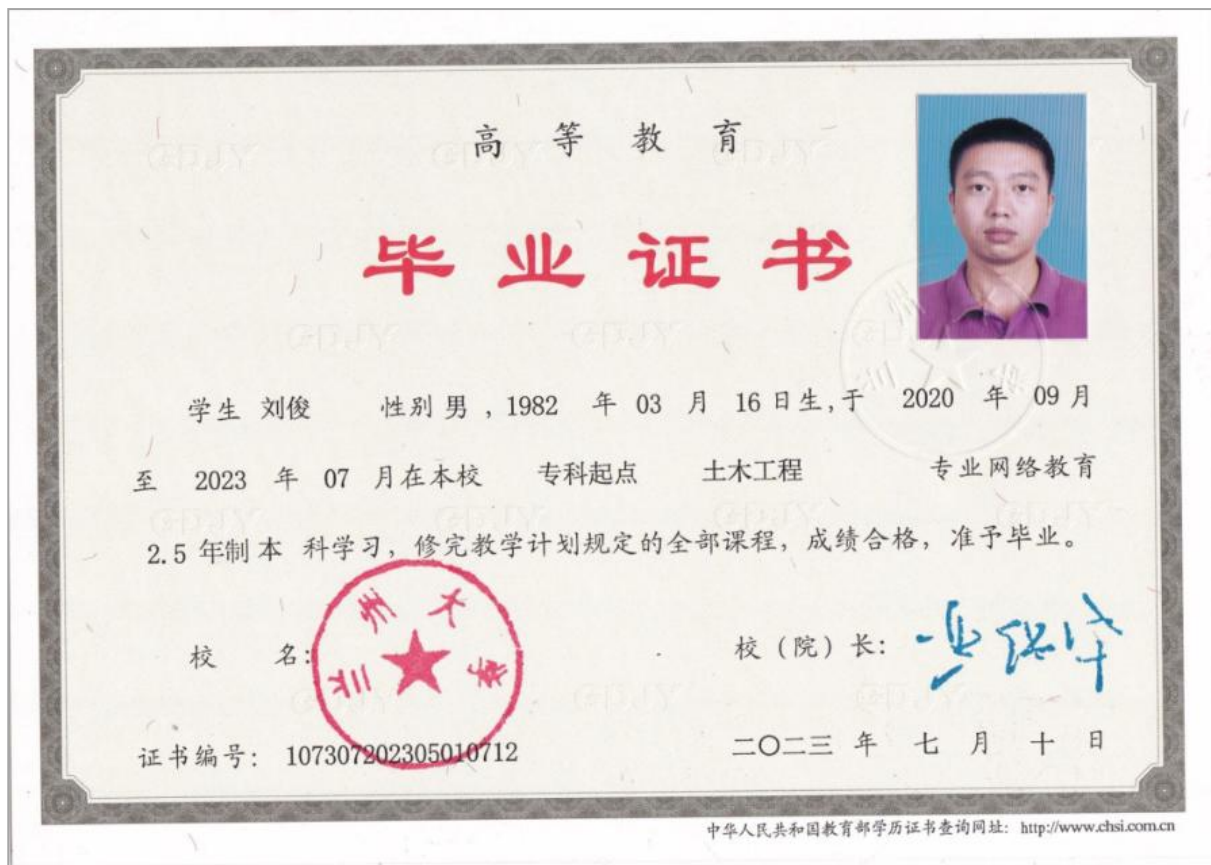 高等教育
毕业证书
学生 刘俊 性别 男 , 1982 年 03 月 16 日生, 于 2020 年 09 月
至 2023 年 07 月在本校 专科起点 土木工程 专业网络教育
2.5 年制 本 科学习, 修完教学计划规定的全部课程, 成绩合格, 准予毕业。
校 名:
兰州大学
校（院）长:
证书编号: 107307202305010712
二〇二三 年 七 月 十 日
中华人民共和国教育部学历证书查询网址: http://www.chsi.com.cn